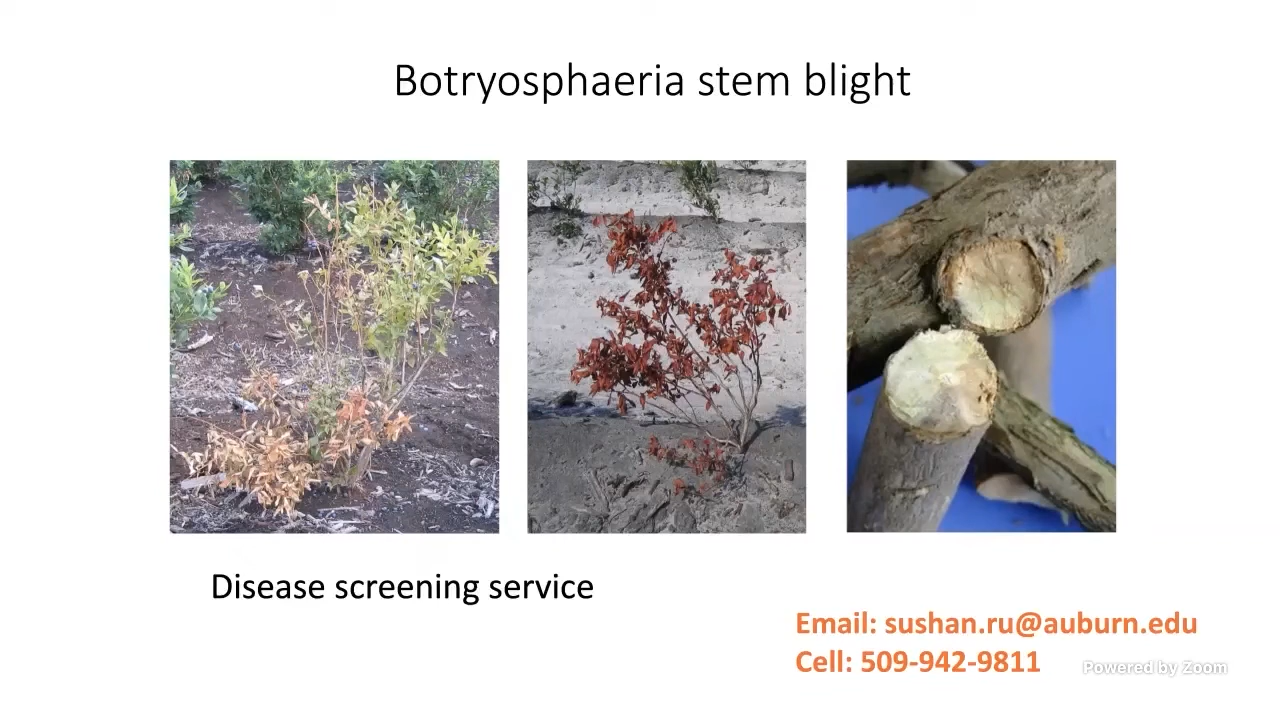 Botryosphaeria stem blight
Disease screening service
Email: sushan.ru@auburn.edu
Cell: 509-942-9811
Powered by Zoom